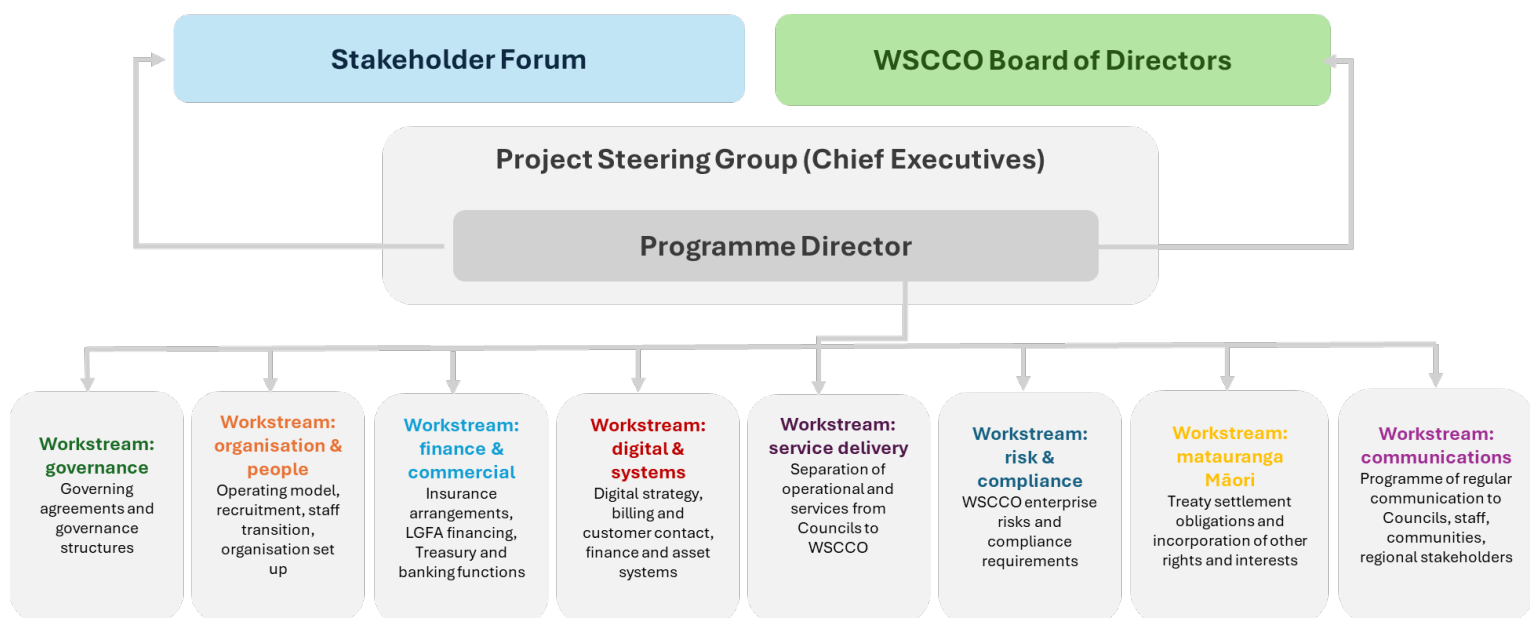 Stakeholder Forum
WSCCO Board of Directors
Project Steering Group (Chief Executives)
Programme Director
Workstream:
governance
Governing
agreements and
governance
structures
Workstream:
organisation &
people
Operating model,
recruitment, staff
transition,
organisation set
up
Workstream:
finance &
commercial
Insurance
arrangements,
LGFA financing,
Treasury and
banking functions
Workstream:
digital &
systems
Digital strategy,
billing and
customer contact,
finance and asset
systems
Workstream:
service delivery
Separation of
operational and
services from
Councils to
WSCCO
Workstream:
risk &
compliance
WSCCO enterprise
risks and
compliance
requirements
Workstream:
matauranga
Māori
Treaty settlement
obligations and
incorporation of other
rights and interests
Workstream:
communications
Programme of regular
communication to
Councils, staff,
communities,
regional stakeholders